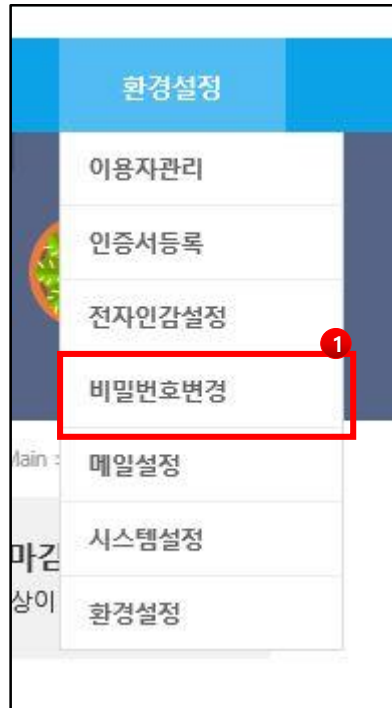 환경설정
이용자관리
인증서등록
전자인감설정
1
비밀번호변경
Main >
메일설정
시스템설정
마감
상이
환경설정